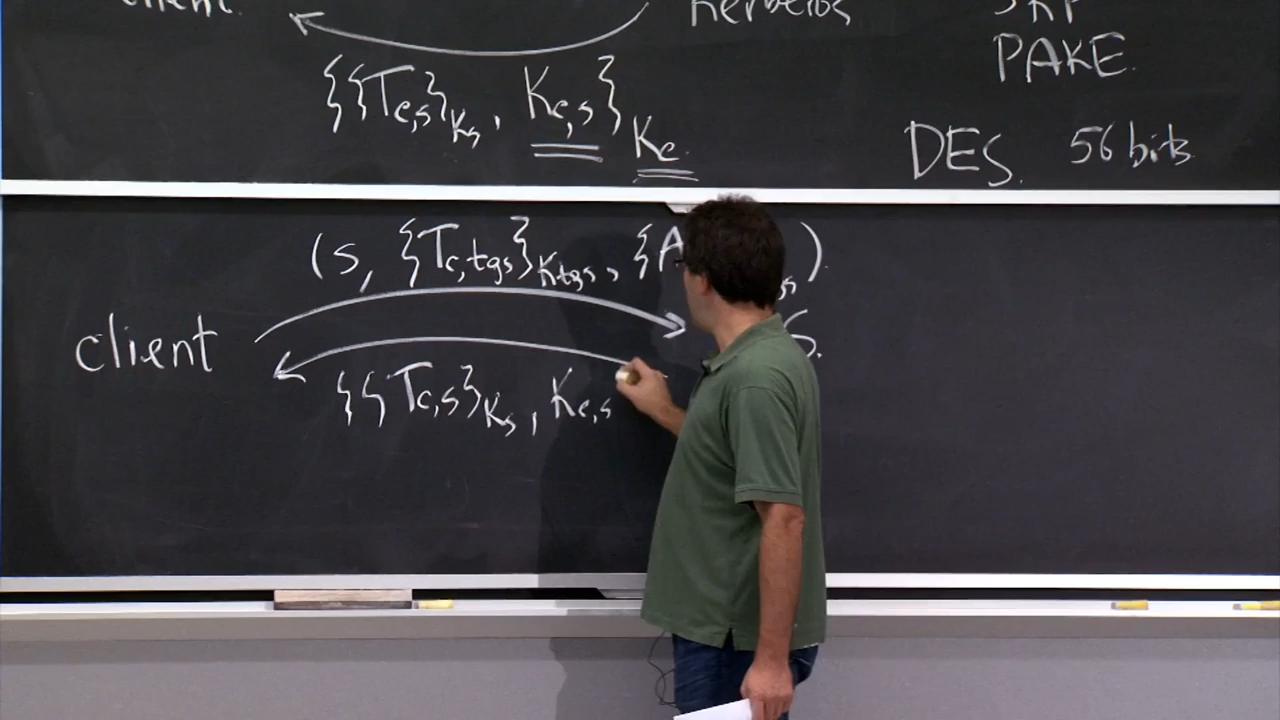 client. Kerberos SRP
PAKE.
{{Tc,s}Ks, Kc,s}Kc
DES. 56 bits
(s, {Tc,tgs}Ktgs, {A )
client S.
{{Tc,s}Ks, Kc,s